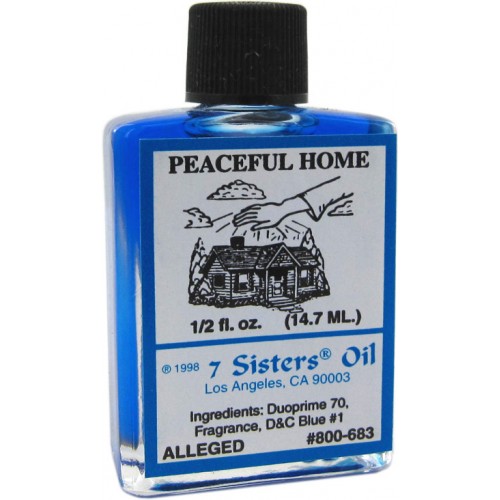 PEACEFUL HOME
1/2 fl. oz. (14.7 ML.)
® 1998 7 Sisters® Oil
Los Angeles, CA 90003
Ingredients: Duoprime 70,
Fragrance, D&C Blue #1
ALLEGED #800-683